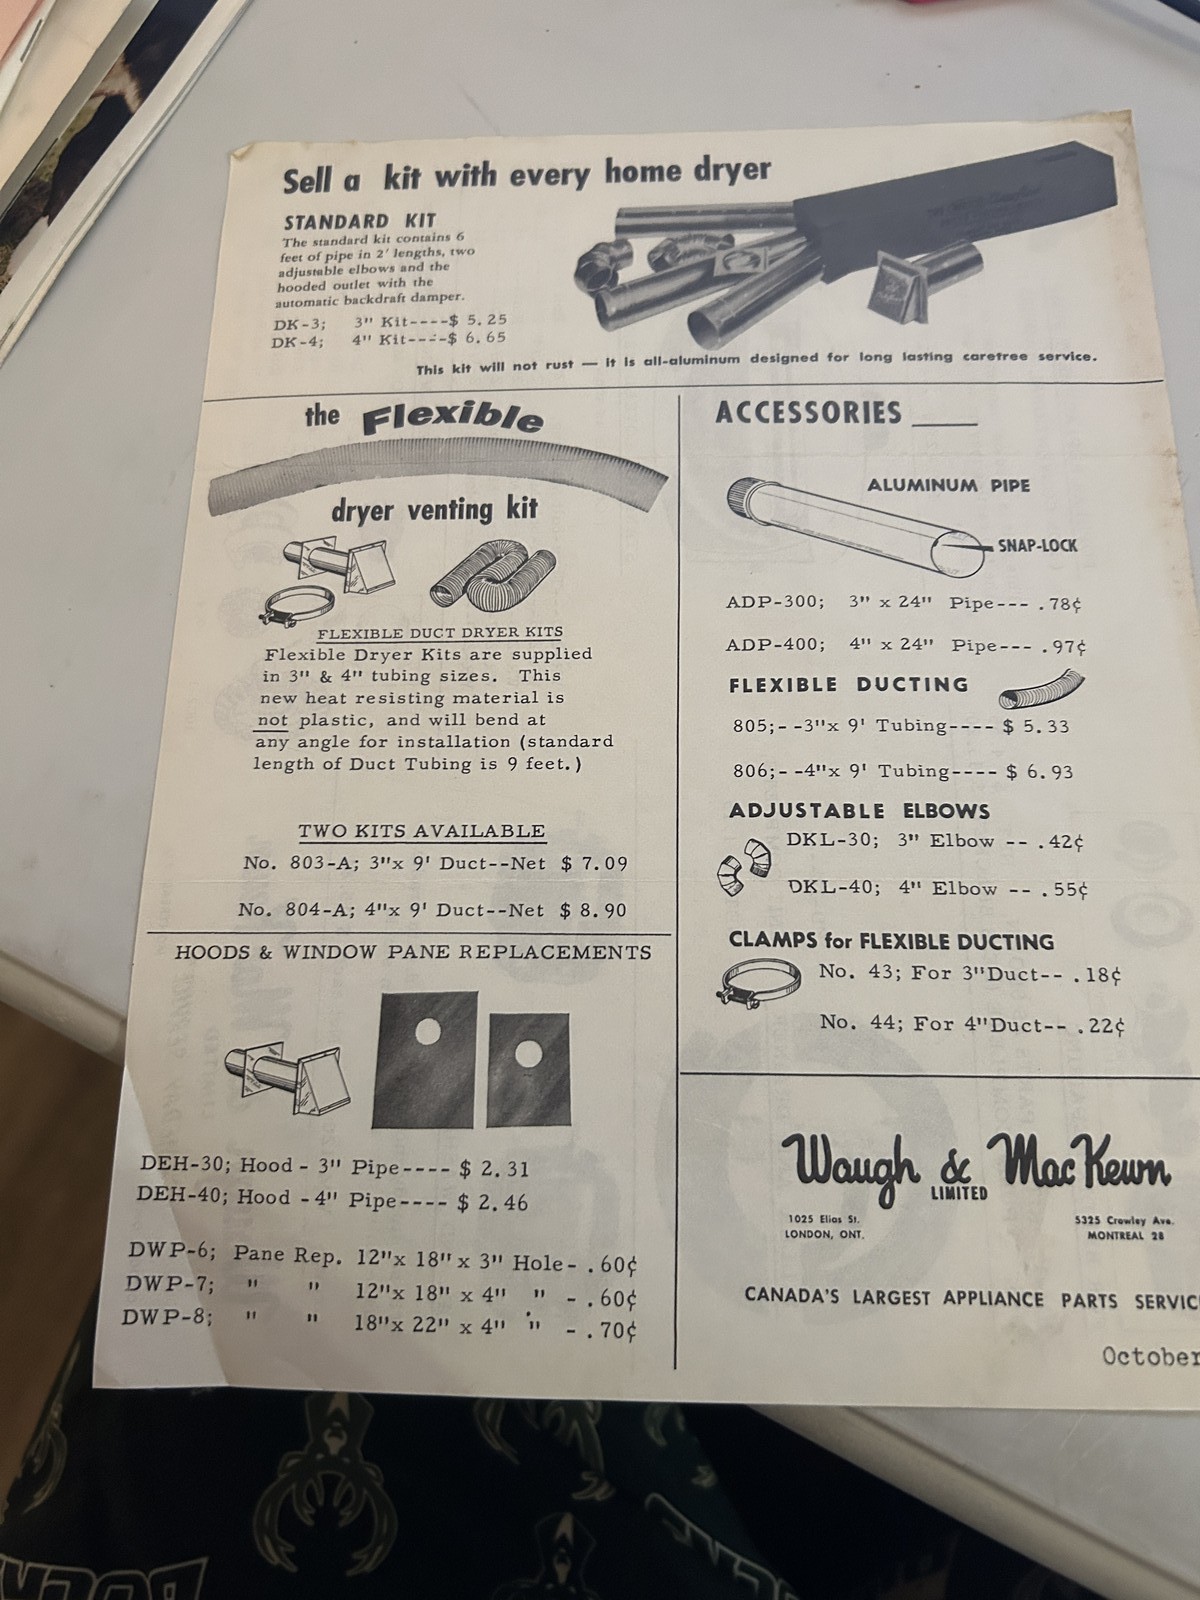 Sell a kit with every home dryer
STANDARD KIT
The standard kit contains 6
feet of pipe in 2' lengths, two
adjustable elbows and the
hooded outlet with the
automatic backdraft damper.
DK-3; 3" Kit----$ 5.25
DK-4; 4" Kit----$ 6.65
This kit will not rust — it is all-aluminum designed for long lasting carefree service.
the Flexible
dryer venting kit
FLEXIBLE DUCT DRYER KITS
Flexible Dryer Kits are supplied
in 3" & 4" tubing sizes. This
new heat resisting material is
not plastic, and will bend at
any angle for installation (standard
length of Duct Tubing is 9 feet.)
TWO KITS AVAILABLE
No. 803-A; 3"x 9' Duct--Net $ 7.09
No. 804-A; 4"x 9' Duct--Net $ 8.90
HOODS & WINDOW PANE REPLACEMENTS
DEH-30; Hood - 3" Pipe---- $ 2.31
DEH-40; Hood - 4" Pipe---- $ 2.46
DWP-6; Pane Rep. 12"x 18" x 3" Hole- .60¢
DWP-7; " " 12"x 18" x 4" " - .60¢
DWP-8; " " 18"x 22" x 4" " - .70¢
ACCESSORIES
ALUMINUM PIPE
SNAP-LOCK
ADP-300; 3" x 24" Pipe--- .78¢
ADP-400; 4" x 24" Pipe--- .97¢
FLEXIBLE DUCTING
805;- -3"x 9' Tubing---- $ 5.33
806;- -4"x 9' Tubing---- $ 6.93
ADJUSTABLE ELBOWS
DKL-30; 3" Elbow -- .42¢
DKL-40; 4" Elbow -- .55¢
CLAMPS for FLEXIBLE DUCTING
No. 43; For 3"Duct-- .18¢
No. 44; For 4"Duct-- .22¢
Waugh & MacKewn
LIMITED
1025 Elias St.
LONDON, ONT.
5325 Crowley Ave.
MONTREAL 28
CANADA'S LARGEST APPLIANCE PARTS SERVIC
October